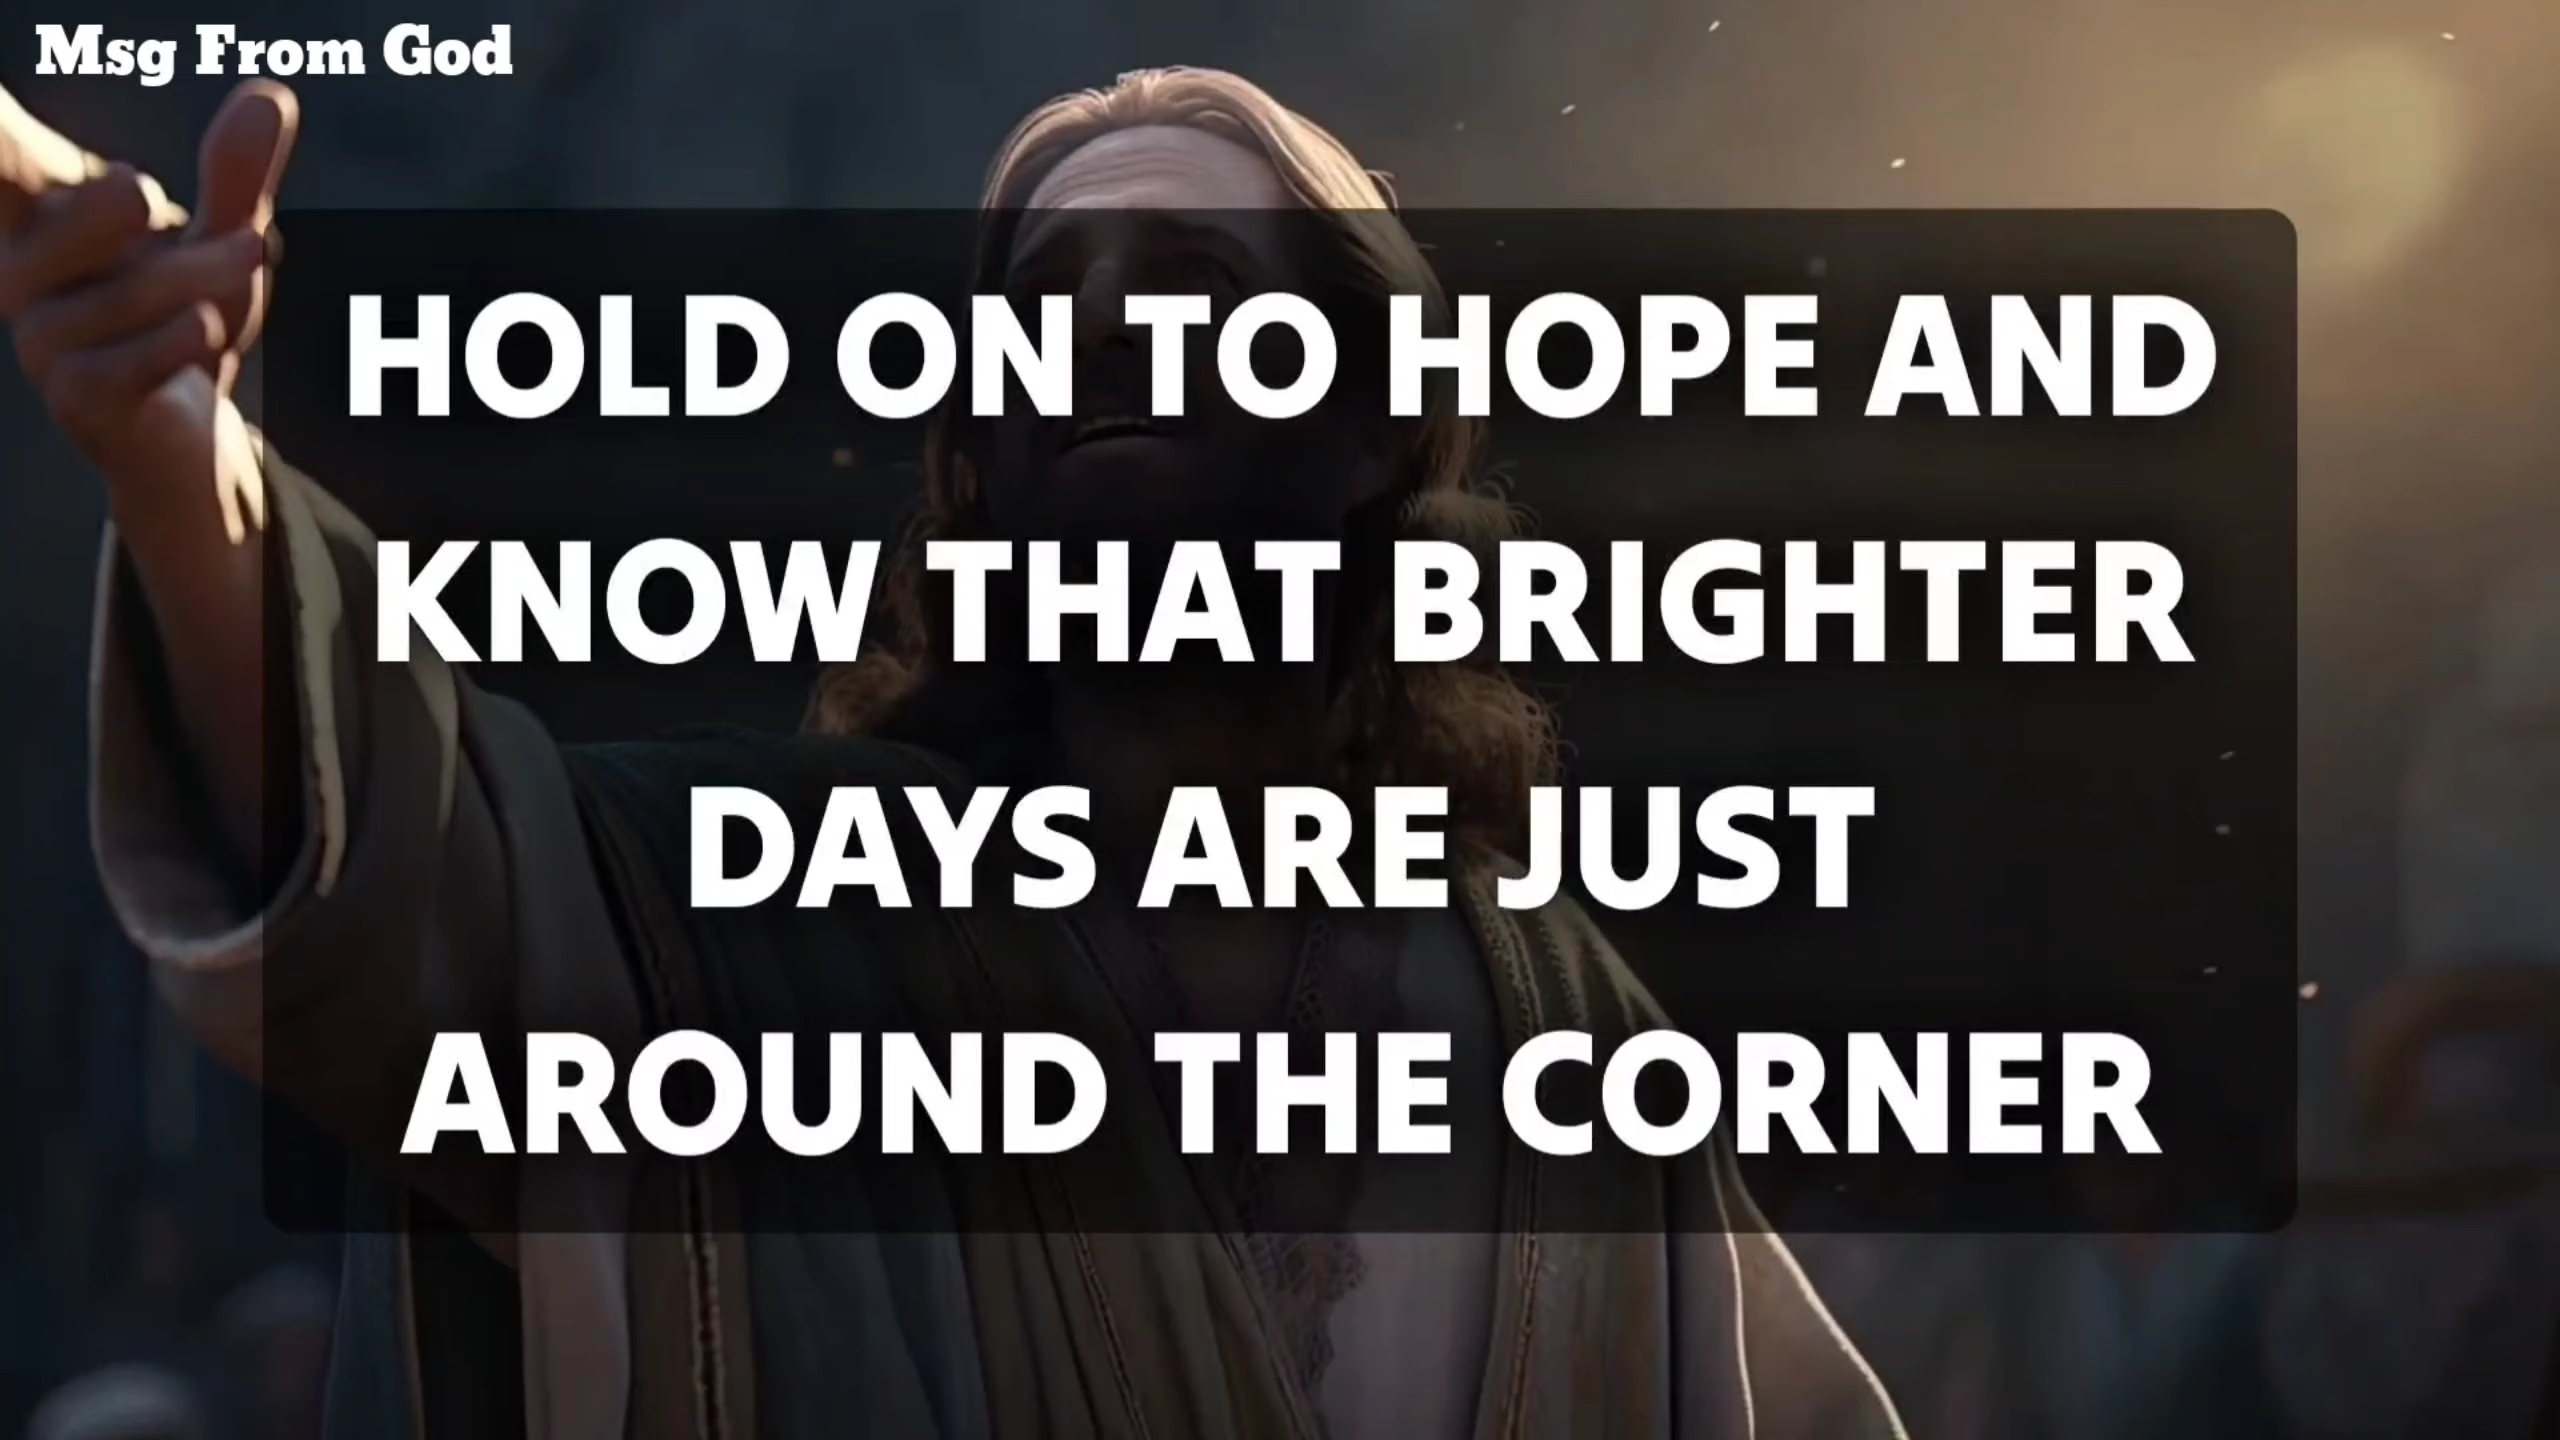 Msg From God
HOLD ON TO HOPE AND
KNOW THAT BRIGHTER
DAYS ARE JUST
AROUND THE CORNER